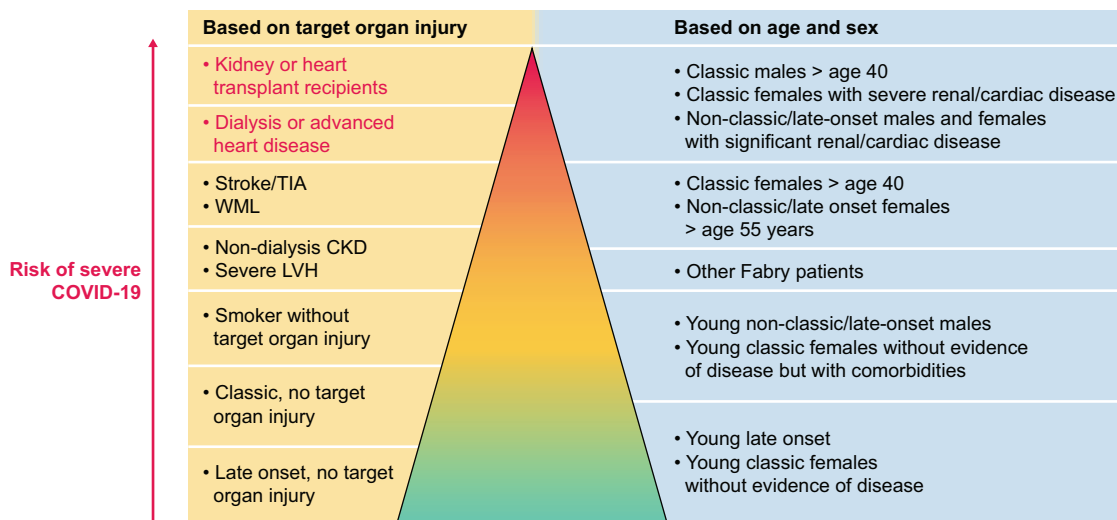 Based on target organ injury
• Kidney or heart
transplant recipients
• Dialysis or advanced
heart disease
• Stroke/TIA
• WML
• Non-dialysis CKD
• Severe LVH
• Smoker without
target organ injury
• Classic, no target
organ injury
• Late onset, no target
organ injury
Risk of severe
COVID-19
Based on age and sex
• Classic males > age 40
• Classic females with severe renal/cardiac disease
• Non-classic/late-onset males and females
with significant renal/cardiac disease
• Classic females > age 40
• Non-classic/late onset females
> age 55 years
• Other Fabry patients
• Young non-classic/late-onset males
• Young classic females without evidence
of disease but with comorbidities
• Young late onset
• Young classic females
without evidence of disease